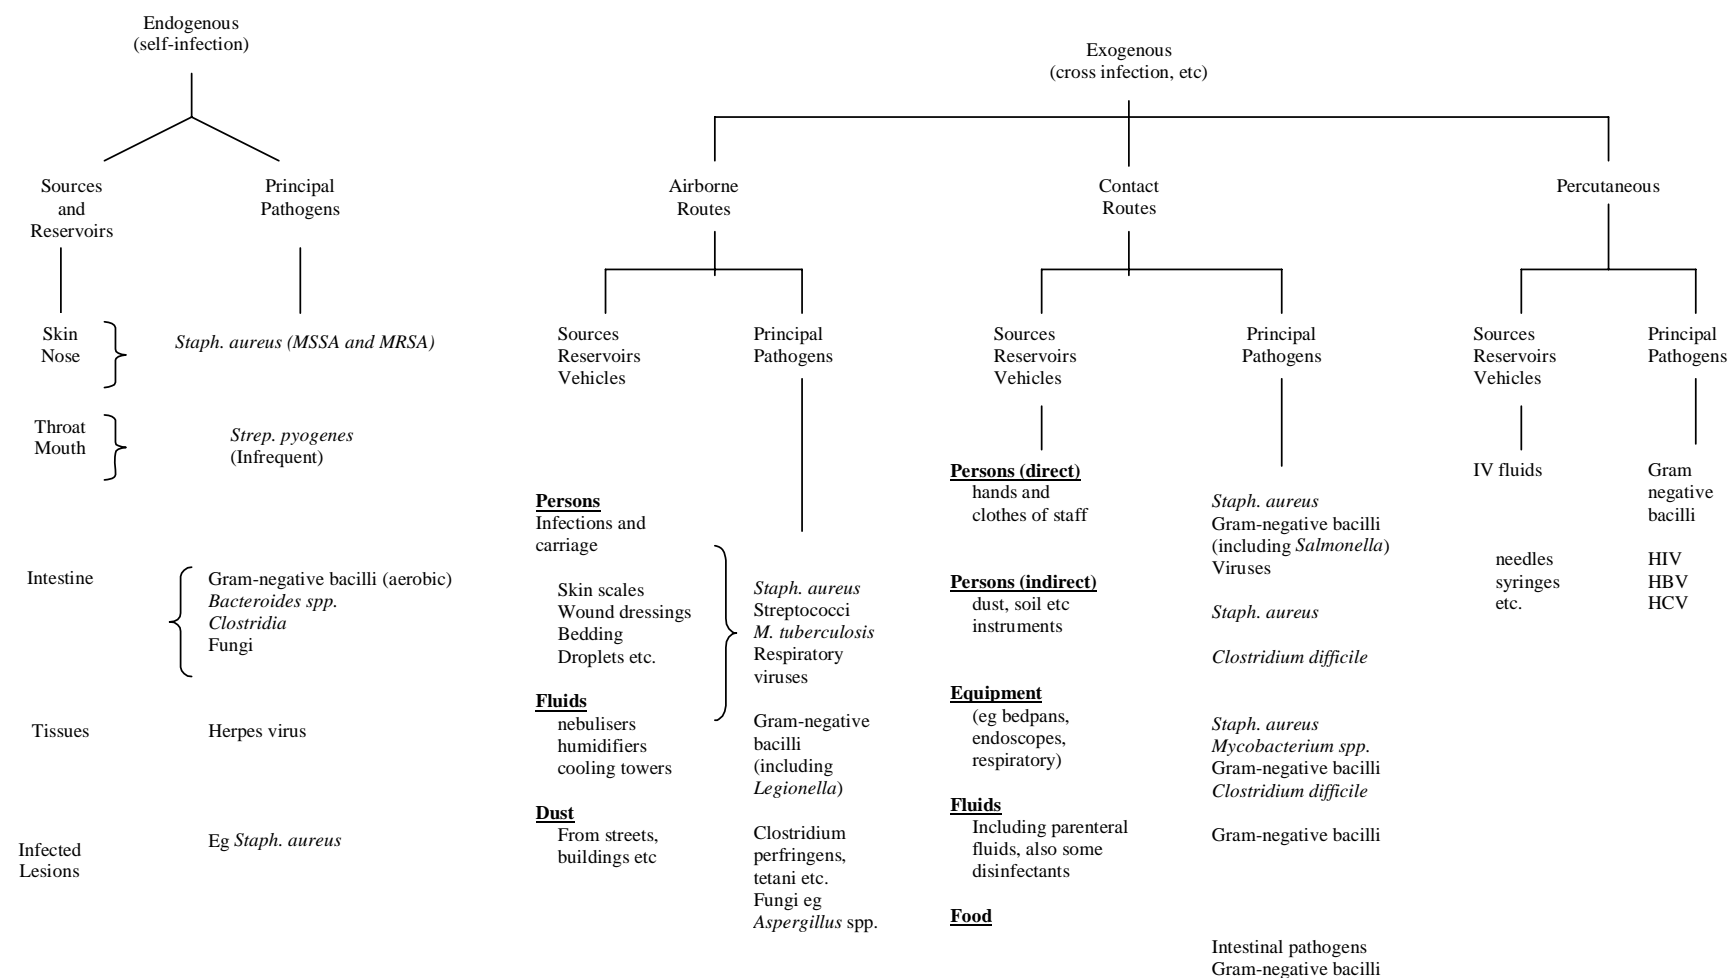 Endogenous
(self-infection)
Sources
and
Reservoirs
Principal
Pathogens
Skin
Nose
Staph. aureus (MSSA and MRSA)
Throat
Mouth
Strep. pyogenes
(Infrequent)
Intestine
Gram-negative bacilli (aerobic)
Bacteroides spp.
Clostridia
Fungi
Tissues
Herpes virus
Infected
Lesions
Eg Staph. aureus
Exogenous
(cross infection, etc)
Airborne
Routes
Sources
Reservoirs
Vehicles
Principal
Pathogens
Persons
Infections and
carriage
Skin scales
Wound dressings
Bedding
Droplets etc.
Staph. aureus
Streptococci
M. tuberculosis
Respiratory
viruses
Fluids
nebulisers
humidifiers
cooling towers
Gram-negative
bacilli
(including
Legionella)
Dust
From streets,
buildings etc
Clostridium
perfringens,
tetani etc.
Fungi eg
Aspergillus spp.
Contact
Routes
Sources
Reservoirs
Vehicles
Principal
Pathogens
Persons (direct)
hands and
clothes of staff
Staph. aureus
Gram-negative bacilli
(including Salmonella)
Viruses
Persons (indirect)
dust, soil etc
instruments
Staph. aureus
Clostridium difficile
Equipment
(eg bedpans,
endoscopes,
respiratory)
Staph. aureus
Mycobacterium spp.
Gram-negative bacilli
Clostridium difficile
Fluids
Including parenteral
fluids, also some
disinfectants
Gram-negative bacilli
Food
Intestinal pathogens
Gram-negative bacilli
Percutaneous
Sources
Reservoirs
Vehicles
Principal
Pathogens
IV fluids
Gram
negative
bacilli
needles
syringes
etc.
HIV
HBV
HCV